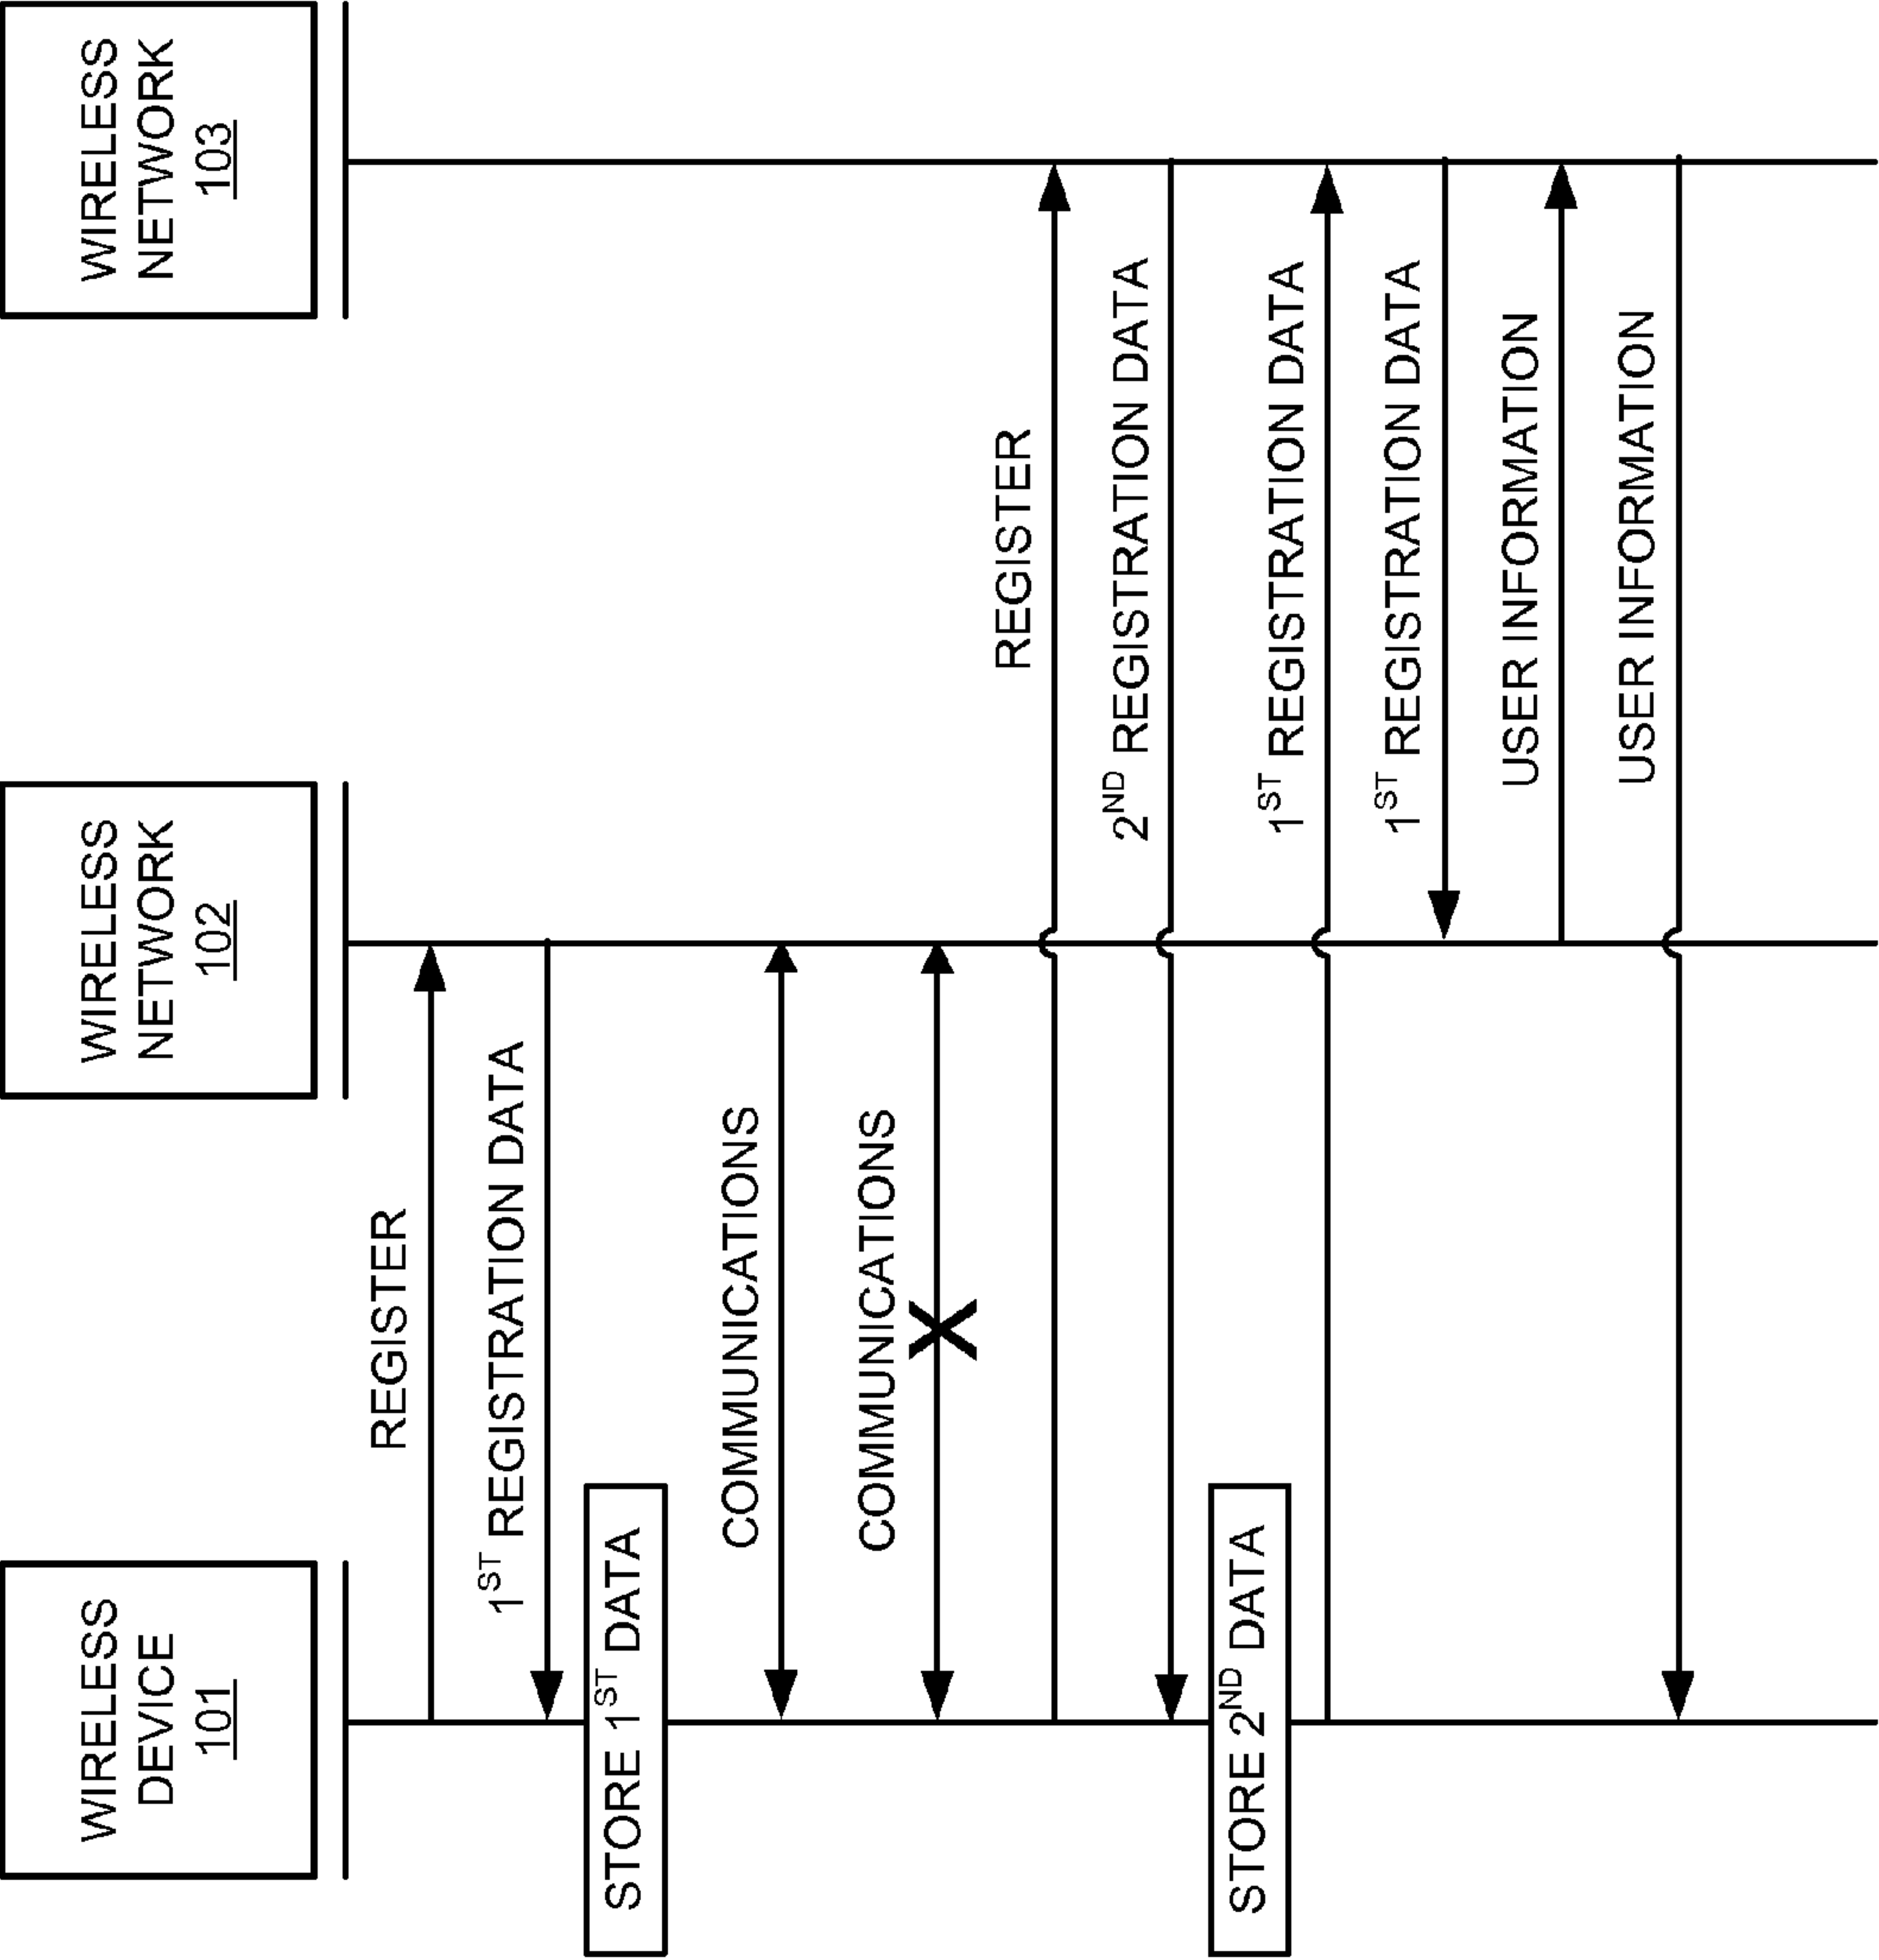 WIRELESS
DEVICE
101
WIRELESS
NETWORK
102
WIRELESS
NETWORK
103
REGISTER
1ST REGISTRATION DATA
STORE 1ST DATA
COMMUNICATIONS
COMMUNICATIONS
X
REGISTER
2ND REGISTRATION DATA
STORE 2ND DATA
1ST REGISTRATION DATA
1ST REGISTRATION DATA
USER INFORMATION
USER INFORMATION